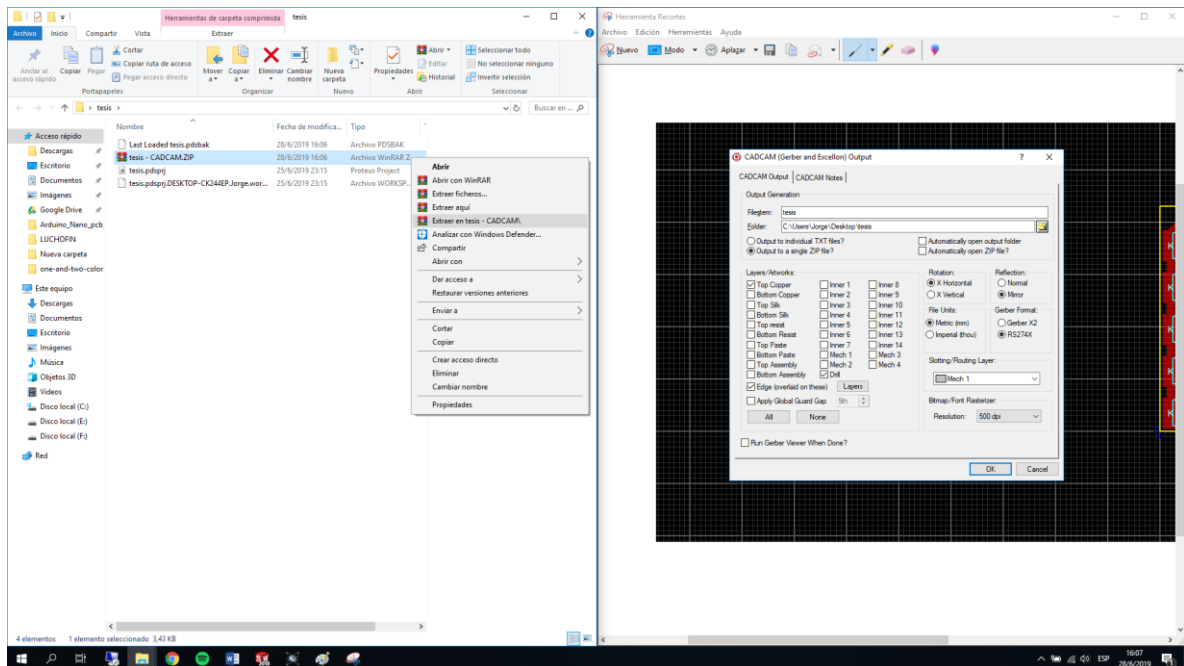 Herramientas de carpeta comprimida tesis
Archivo Inicio Compartir Vista Extraer
Anclar al acceso rápido
Copiar
Pegar
Cortar
Copiar ruta de acceso
Pegar acceso directo
Portapapeles
Mover a
Copiar a
Eliminar
Cambiar nombre
Organizar
Nueva carpeta
Nuevo
Propiedades
Abrir
Editar
Historial
Abrir
Seleccionar todo
No seleccionar ninguno
Invertir selección
Seleccionar
tesis
Buscar en ...
Nombre Fecha de modifica... Tipo
Last Loaded tesis.pdsbak 28/6/2019 16:06 Archivo PDSBAK
tesis - CADCAM.ZIP 28/6/2019 16:06 Archivo WinRAR Z...
tesis.pdsprj 25/6/2019 23:15 Proteus Project
tesis.pdsprj.DESKTOP-CK244EP.Jorge.wor... 25/6/2019 23:15 Archivo WORKSP...
Acceso rápido
Descargas
Escritorio
Documentos
Imágenes
Google Drive
Arduino_Nano_pcb
LUCHOFIN
Nueva carpeta
one-and-two-color
Este equipo
Descargas
Documentos
Escritorio
Imágenes
Música
Objetos 3D
Videos
Disco local (C:)
Disco local (E:)
Disco local (F:)
Red
Abrir
Abrir con WinRAR
Extraer ficheros...
Extraer aquí
Extraer en tesis - CADCAM\
Analizar con Windows Defender...
Compartir
Abrir con
Dar acceso a
Restaurar versiones anteriores
Enviar a
Cortar
Copiar
Crear acceso directo
Eliminar
Cambiar nombre
Propiedades
4 elementos 1 elemento seleccionado 3,43 KB
Herramienta Recortes
Archivo Edición Herramientas Ayuda
Nuevo Modo Aplazar
CADCAM (Gerber and Excellon) Output ? X
CADCAM Output CADCAM Notes
Output Generation
Filestem: tesis
Folder: C:\Users\Jorge\Desktop\tesis
Output to individual TXT files? Automatically open output folder
Output to a single ZIP file? Automatically open ZIP file?
Layers/Artworks: Rotation: Reflection:
Top Copper Inner 1 Inner 8 X Horizontal Normal
Bottom Copper Inner 2 Inner 9 X Vertical Mirror
Top Silk Inner 3 Inner 10
Bottom Silk Inner 4 Inner 11 File Units: Gerber Format:
Top resist Inner 5 Inner 12 Metric (mm) Gerber X2
Bottom Resist Inner 6 Inner 13 Imperial (thou) RS274X
Top Paste Inner 7 Inner 14
Bottom Paste Mech 1 Mech 3 Slotting/Routing Layer:
Top Assembly Mech 2 Mech 4
Bottom Assembly Drill Mech 1
Edge (overlaid on these) Layers
Apply Global Guard Gap 5th Bitmap/Font Rasterizer:
All None Resolution: 500 dpi
Run Gerber Viewer When Done?
OK Cancel
K
K
K
K
K
ESP 16:07
28/6/2019